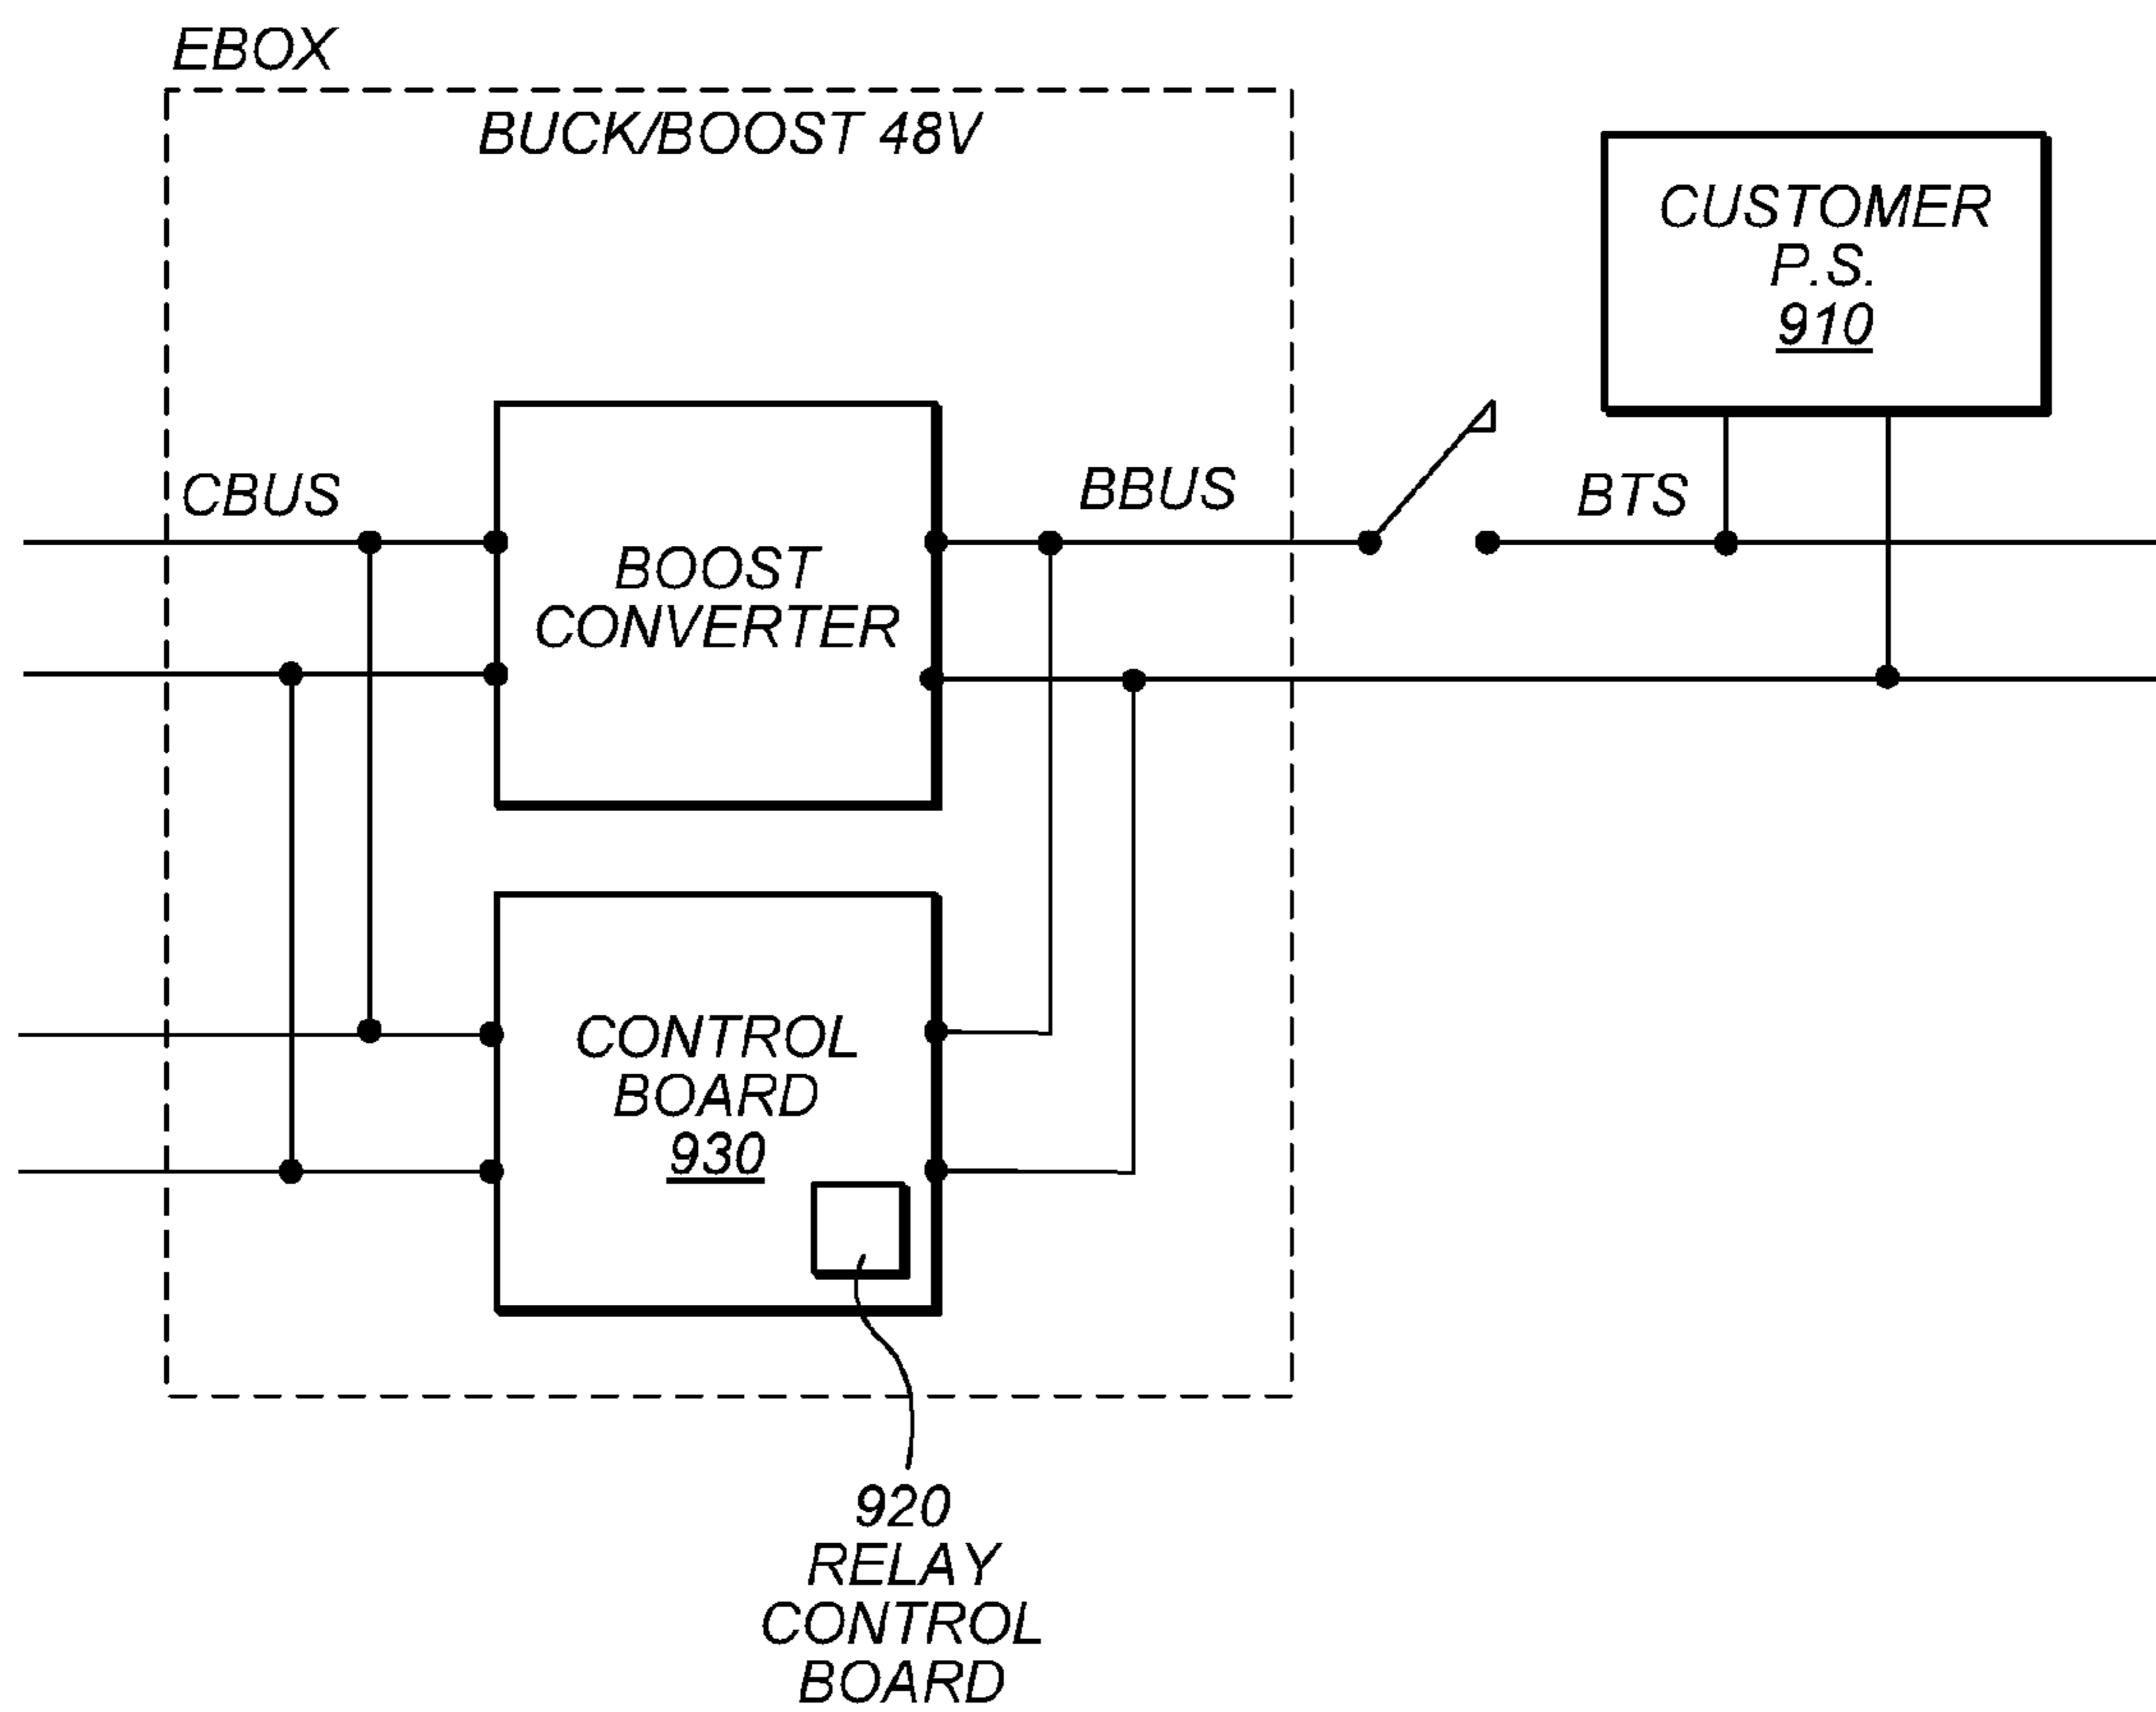 EBOX
BUCK/BOOST 48V
CUSTOMER
P.S.
910
CBUS
BBUS
BTS
BOOST
CONVERTER
CONTROL
BOARD
930
920
RELAY
CONTROL
BOARD